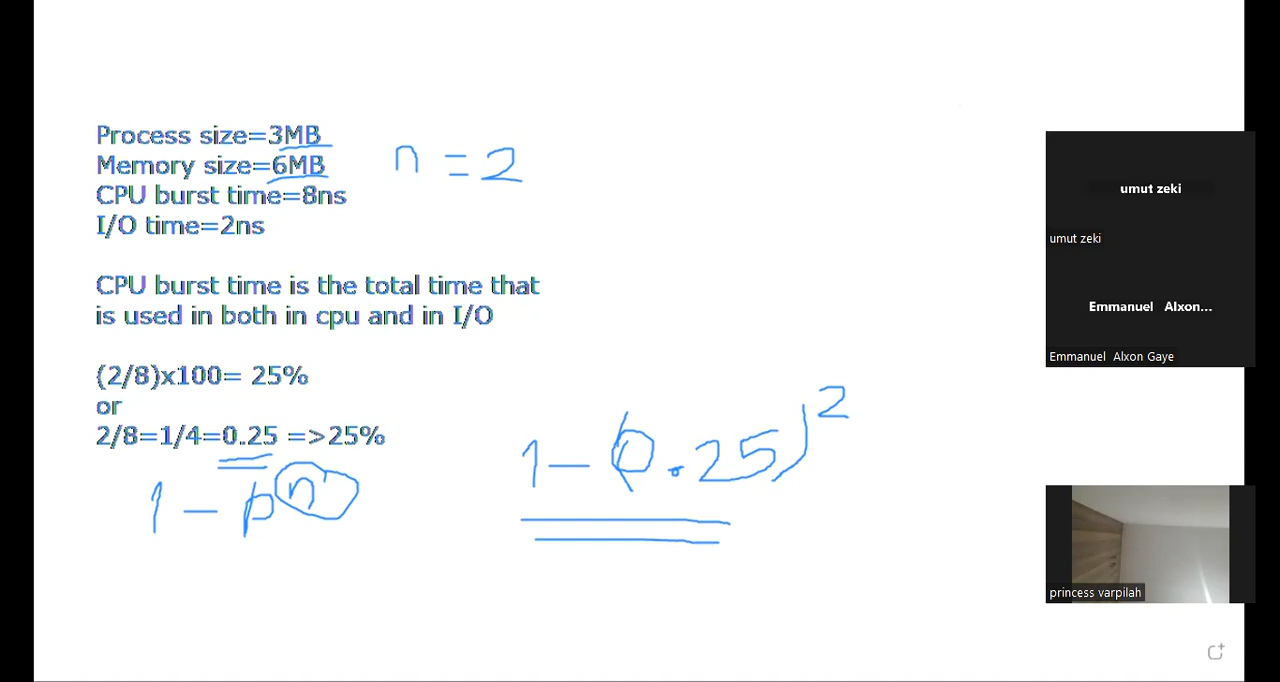 Process size=3MB
Memory size=6MB
n = 2
CPU burst time=8ns
I/O time=2ns
CPU burst time is the total time that
is used in both in cpu and in I/O
(2/8)x100= 25%
or
2/8=1/4=0.25 =>25%
1 - pⁿ
1 - (0.25)²
umut zeki
umut zeki
Emmanuel Alxon...
Emmanuel Alxon Gaye
princess varpilah